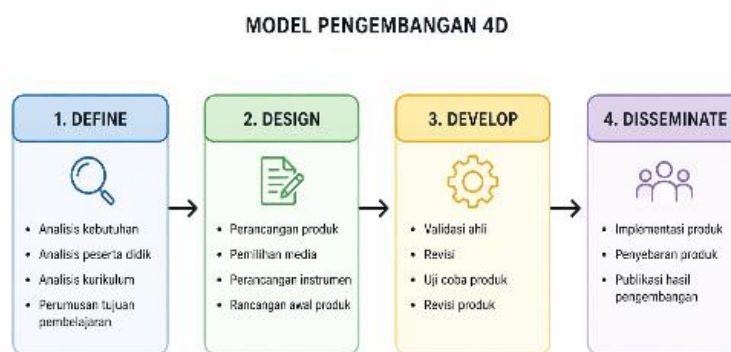 MODEL PENGEMBANGAN 4D
1. DEFINE
Analisis kebutuhan
Analisis peserta didik
Analisis kurikulum
Perumusan tujuan
pembelajaran
2. DESIGN
Perancangan produk
Pemilihan media
Perancangan instrumen
Rancangan awal produk
3. DEVELOP
Validasi ahli
Revisi
Uji coba produk
Revisi produk
4. DISSEMINATE
Implementasi produk
Penyebaran produk
Publikasi hasil
pengembangan